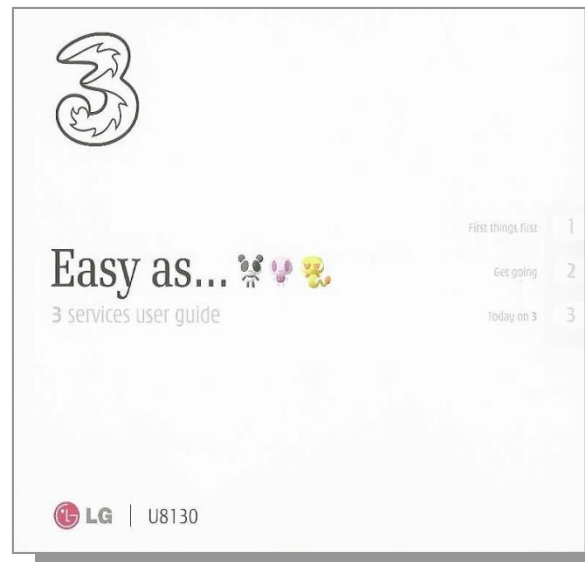 3
First things first 1
Easy as...
Get going 2
3 services user guide
Today on 3 3
LG | U8130